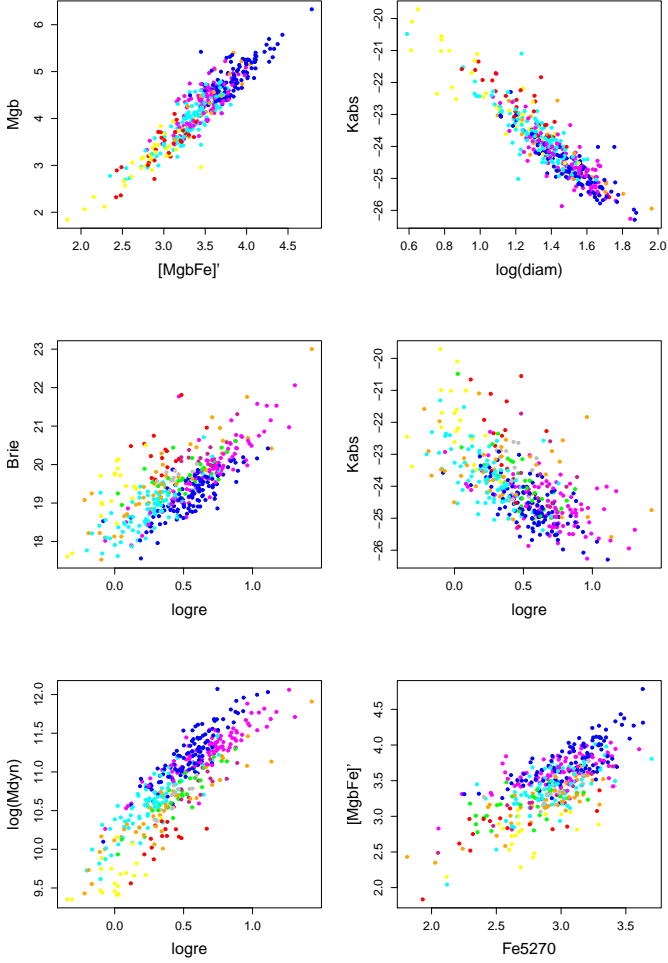 Mgb
6
5
4
3
2
2.0 2.5 3.0 3.5 4.0 4.5
[MgbFe]'
Kabs
−20
−21
−22
−23
−24
−25
−26
0.6 0.8 1.0 1.2 1.4 1.6 1.8 2.0
log(diam)
Brie
23
22
21
20
19
18
0.0 0.5 1.0
logre
Kabs
−20
−21
−22
−23
−24
−25
−26
0.0 0.5 1.0
logre
log(Mdyn)
12.0
11.5
11.0
10.5
10.0
9.5
0.0 0.5 1.0
logre
[MgbFe]'
4.5
4.0
3.5
3.0
2.5
2.0
2.0 2.5 3.0 3.5
Fe5270